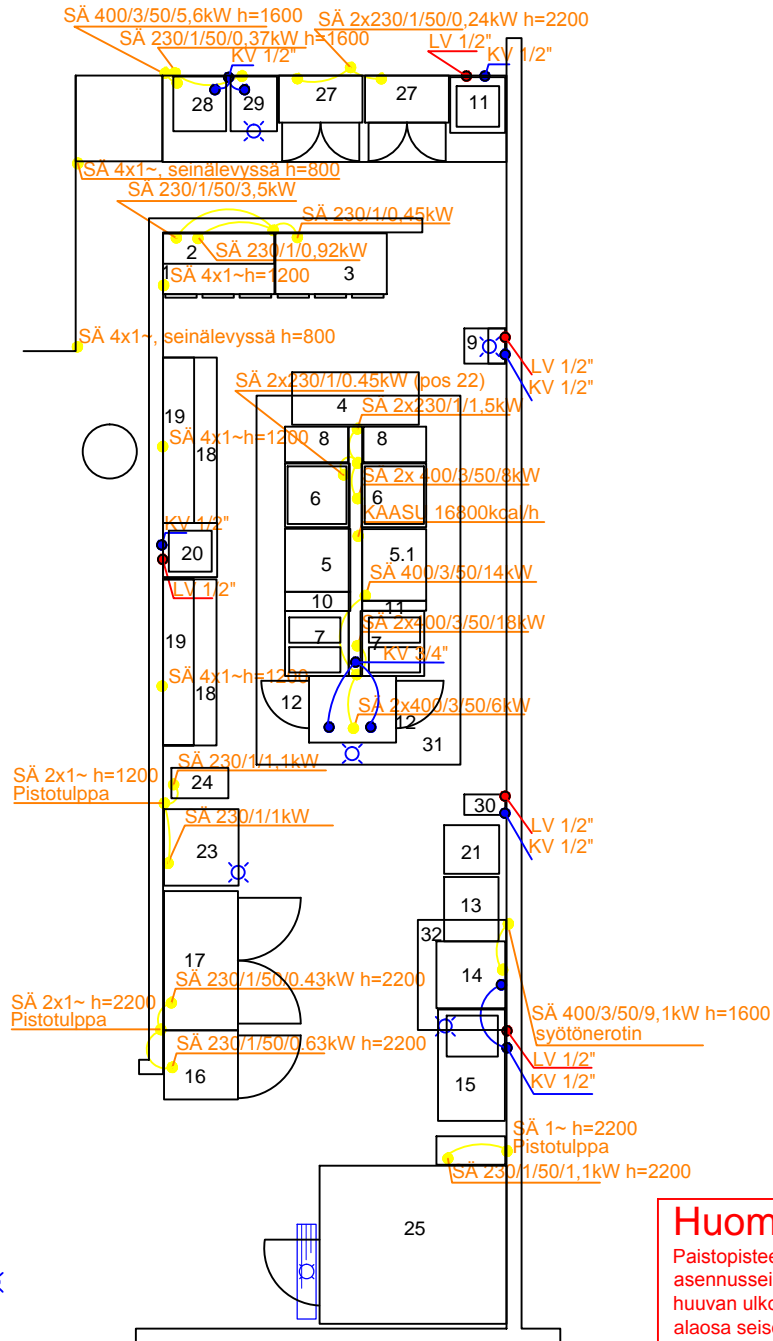 SÄ 400/3/50/5,6kW h=1600
SÄ 2x230/1/50/0,24kW h=2200
SÄ 230/1/50/0,37kW h=1600
LV 1/2"
KV 1/2"
KV 1/2"
28
29
27
27
11
SÄ 4x1~, seinälevyssä h=800
SÄ 230/1/50/3,5kW
SÄ 230/1/0,45kW
2
SÄ 230/1/0,92kW
1
SÄ 4x1~h=1200
3
SÄ 4x1~, seinälevyssä h=800
9
LV 1/2"
KV 1/2"
SÄ 2x230/1/0.45kW (pos 22)
4
SÄ 2x230/1/1,5kW
19
18
SÄ 4x1~h=1200
8
8
SÄ 2x 400/3/50/8kW
6
6
KAASU 16800kcal/h
KV 1/2"
20
LV 1/2"
5
5.1
SÄ 400/3/50/14kW
10
11
SÄ 2x400/3/50/18kW
7
7
KV 3/4"
19
SÄ 4x1~h=1200
18
12
12
SÄ 2x400/3/50/6kW
31
SÄ 2x1~ h=1200
Pistotulppa
SÄ 230/1/1,1kW
24
SÄ 230/1/1kW
23
30
LV 1/2"
KV 1/2"
21
13
32
14
17
SÄ 230/1/50/0.43kW h=2200
SÄ 2x1~ h=2200
Pistotulppa
SÄ 400/3/50/9,1kW h=1600
syötönerotin
SÄ 230/1/50/0.63kW h=2200
16
LV 1/2"
KV 1/2"
15
SÄ 1~ h=2200
Pistotulppa
SÄ 230/1/50/1,1kW h=2200
25
Huom
Paistopistee
asennussei
huuvan ulko
alaosa seiso